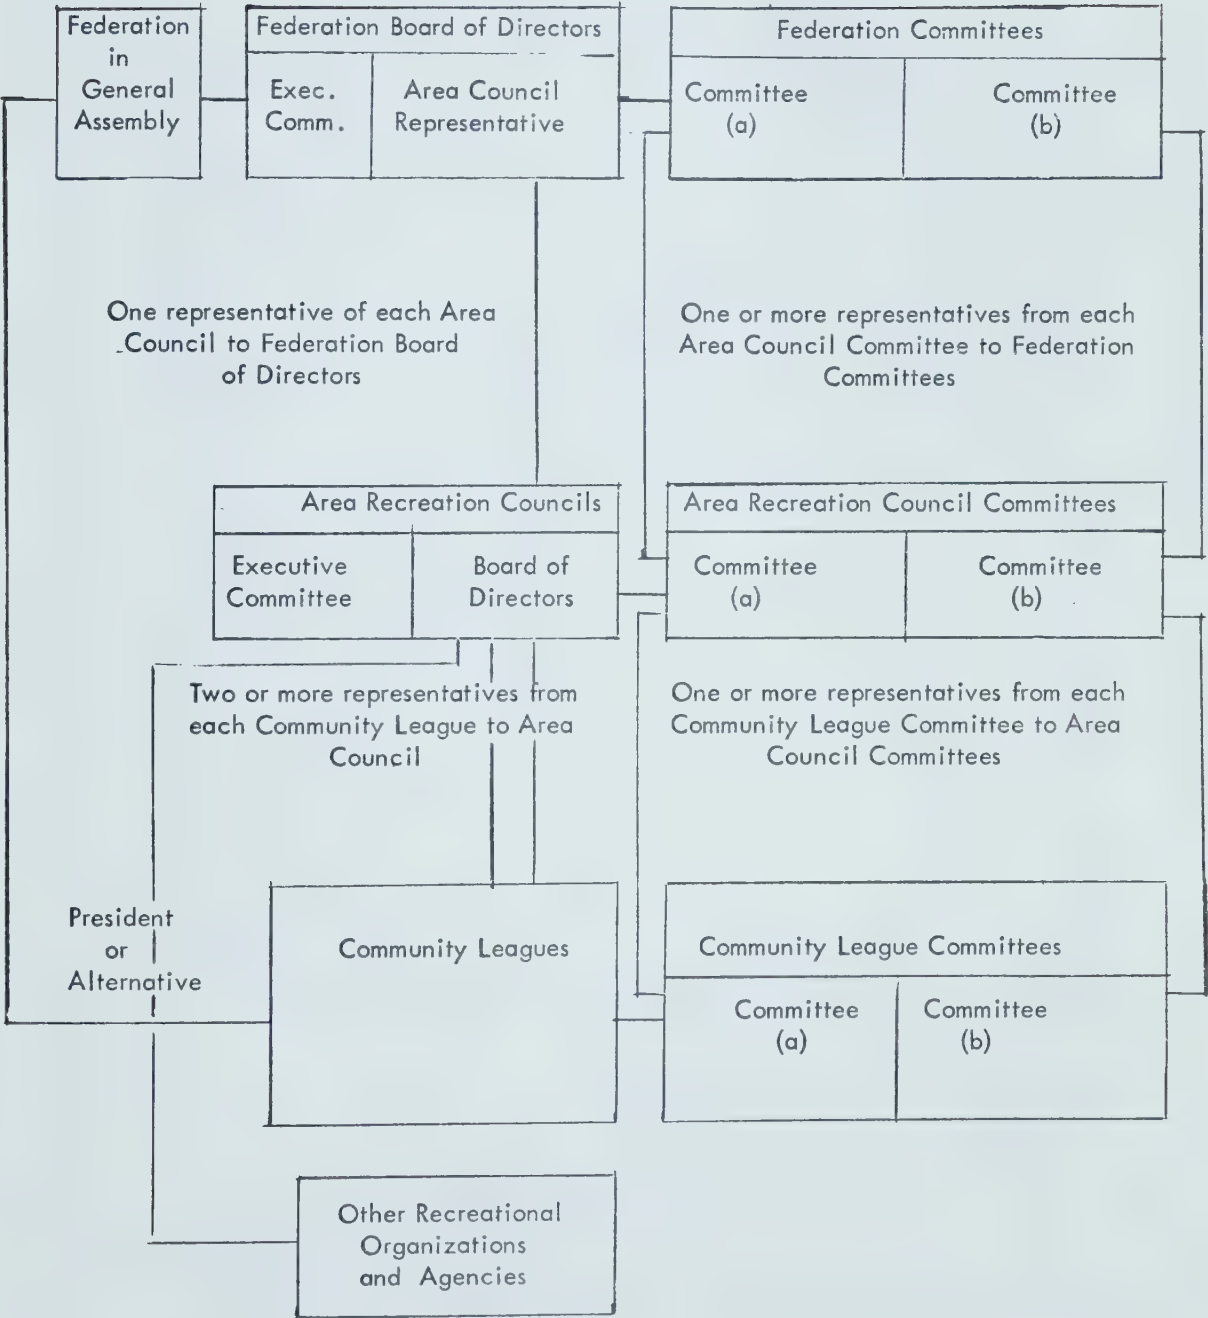 Federation
in
General
Assembly
Federation Board of Directors
Exec.
Comm.
Area Council
Representative
Federation Committees
Committee
(a)
Committee
(b)
One representative of each Area
Council to Federation Board
of Directors
One or more representatives from each
Area Council Committee to Federation
Committees
Area Recreation Councils
Executive
Committee
Board of
Directors
Area Recreation Council Committees
Committee
(a)
Committee
(b)
Two or more representatives from
each Community League to Area
Council
One or more representatives from each
Community League Committee to Area
Council Committees
President
or
Alternative
Community Leagues
Community League Committees
Committee
(a)
Committee
(b)
Other Recreational
Organizations
and Agencies